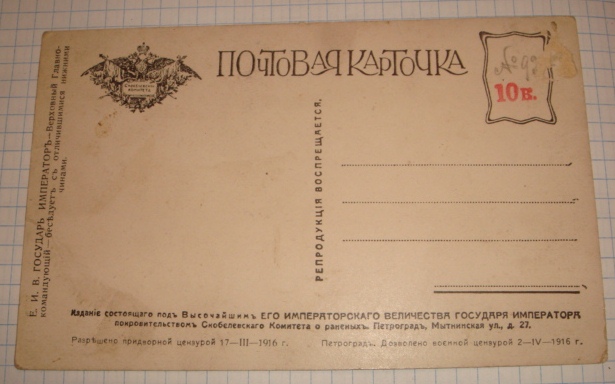 ПОЧТОВАЯ КАРТОЧКА
10 к.
Е. И. В. ГОСУДАРЬ ИМПЕРАТОРЪ—Верховный Главно-
командующій—бесѣдуетъ съ отличившимися нижними
чинами.
РЕПРОДУКЦІЯ ВОСПРЕЩАЕТСЯ.
Изданіе состоящаго подъ Высочайшимъ ЕГО ИМПЕРАТОРСКАГО ВЕЛИЧЕСТВА ГОСУДАРЯ ИМПЕРАТОРА
покровительствомъ Скобелевскаго Комитета о раненыхъ. Петроградъ, Мытнинская ул., д. 27.
Разрѣшено придворной цензурой 17—III—1916 г. Петроградъ. Дозволено военной цензурой 2—IV—1916 г.